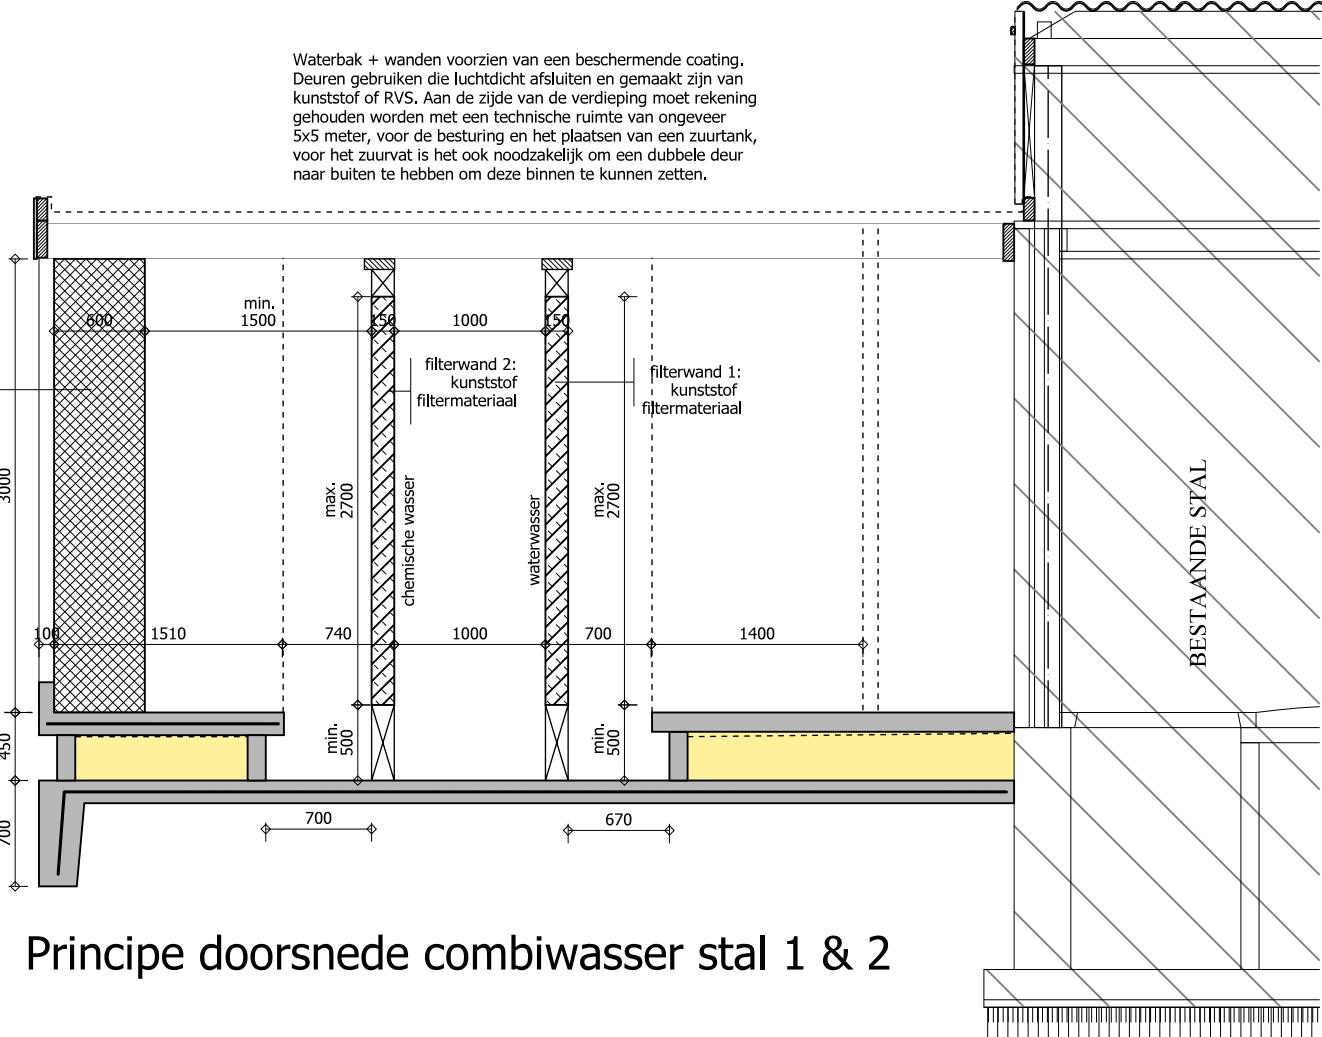 Waterbak + wanden voorzien van een beschermende coating.
Deuren gebruiken die luchtdicht afsluiten en gemaakt zijn van
kunststof of RVS. Aan de zijde van de verdieping moet rekening
gehouden worden met een technische ruimte van ongeveer
5x5 meter, voor de besturing en het plaatsen van een zuurtank,
voor het zuurvat is het ook noodzakelijk om een dubbele deur
naar buiten te hebben om deze binnen te kunnen zetten.
600
min.
1500
150
1000
150
filterwand 2:
kunststof
filtermateriaal
filterwand 1:
kunststof
filtermateriaal
3000
max.
2700
chemische wasser
waterwasser
max.
2700
BESTAANDE STAL
100
1510
740
1000
700
1400
450
min.
500
min.
500
700
700
670
Principe doorsnede combiwasser stal 1 & 2